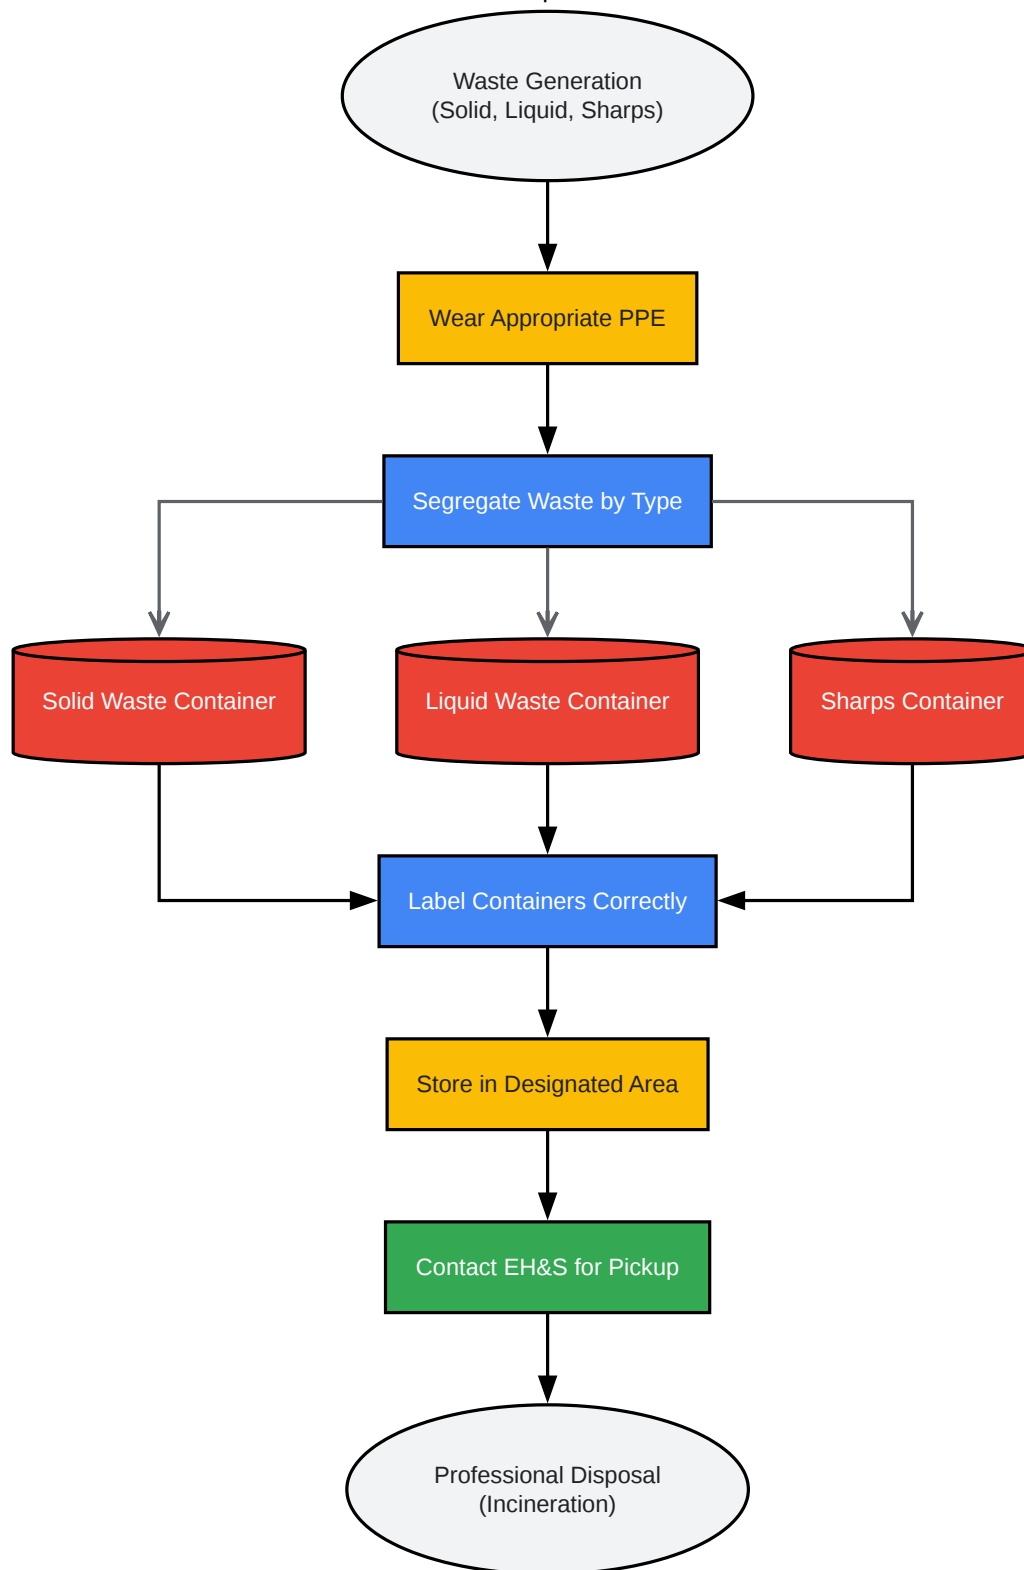 Waste Generation
(Solid, Liquid, Sharps)
Wear Appropriate PPE
Segregate Waste by Type
Solid Waste Container
Liquid Waste Container
Sharps Container
Label Containers Correctly
Store in Designated Area
Contact EH&S for Pickup
Professional Disposal
(Incineration)